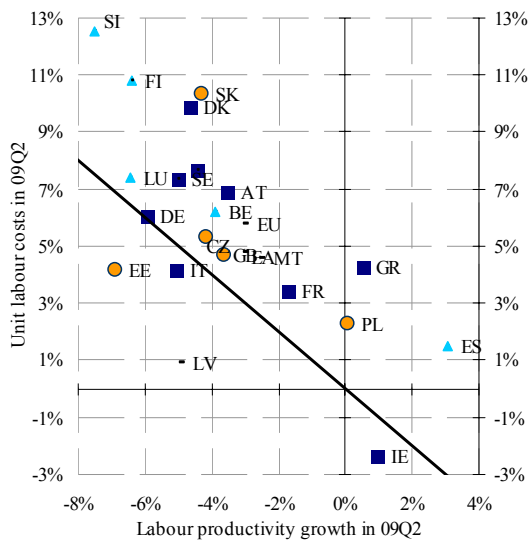 13% SI 13%
11% FI 11%
SK
DK
9% 9%
7% LU SE 7%
AT
DE BE
EU
5% CZ GB EA MT 5%
EE IT GR
3% FR 3%
PL
1% LV ES 1%
-1% -1%
IE
-3% -3%
-8% -6% -4% -2% 0% 2% 4%
Labour productivity growth in 09Q2
Unit labour costs in 09Q2